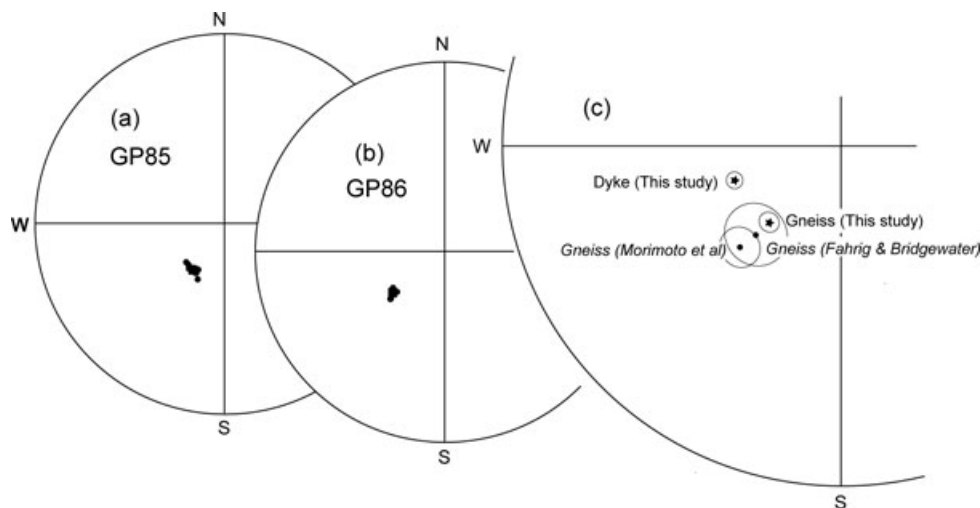 N
(a)
GP85
W
S
N
(b)
GP86
S
(c)
W
Dyke (This study)
Gneiss (This study)
Gneiss (Morimoto et al)
Gneiss (Fahrig & Bridgewater)
S